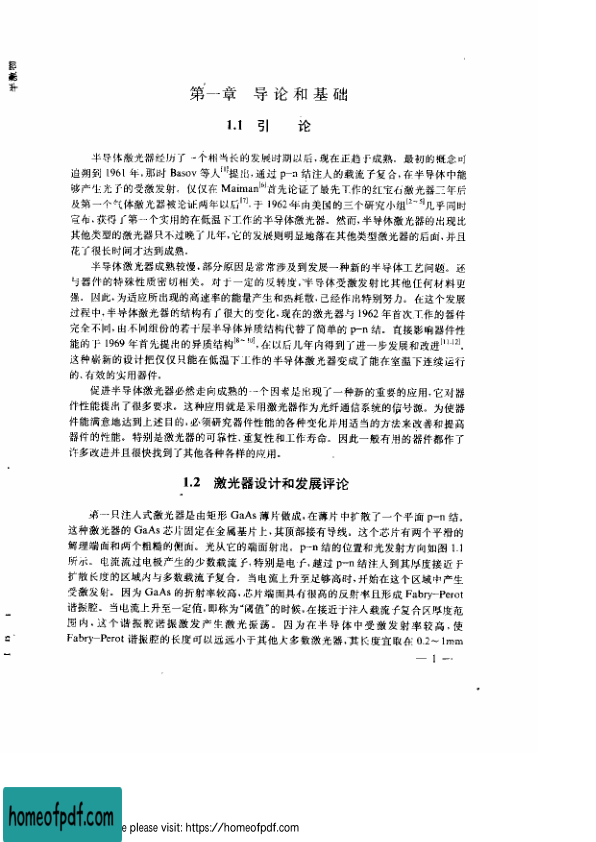 第一章 导论和基础
1.1 引 论
半导体激光器经历了一个相当长的发展时期以后,现在正趋于成熟。最初的概念可
追朔到 1961 年,那时 Basov 等人[1]提出,通过 p-n 结注人的载流子复合,在半导体中能
够产生光子的受激发射。仅仅在 Maiman[6]首先论证了最先工作的红宝石激光器二年后
及第一个气体激光器被论证两年以后[7],于 1962 年由美国的三个研究小组[2~5]几乎同时
宣布,获得了第一个实用的在低温下工作的半导体激光器。然而,半导体激光器的出现比
其他类型的激光器只不过晚了几年,它的发展则明显地落在其他类型激光器的后面,并且
花了很长时间才达到成熟。
半导体激光器成熟较慢,部分原因是常常涉及到发展一种新的半导体工艺问题。还
与器件的特殊性质密切相关。对于一定的反转度,半导体受激发射比其他任何材料更
强。因此,为适应所出现的高速率的能量产生和热耗散,已经作出特别努力。在这个发展
过程中,半导体激光器的结构有了很大的变化,现在的激光器与 1962 年首次工作的器件
完全不同,由不同组份的若干层半导体异质结构代替了简单的 p-n 结。直接影响器件性
能的于 1969 年首先提出的异质结构[8~10],在以后几年内得到了进一步发展和改进[11,12]。
这种崭新的设计把仅仅只能在低温下工作的半导体激光器变成了能在室温下连续运行
的、有效的实用器件。
促进半导体激光器必然走向成熟的一个因素是出现了一种新的重要的应用,它对器
件性能提出了很多要求。这种应用就是采用激光器作为光纤通信系统的信号源。为使器
件能满意地达到上述目的,必须研究器件性能的各种变化并用适当的方法来改善和提高
器件的性能。特别是激光器的可靠性、重复性和工作寿命。因此一般有用的器件都作了
许多改进并且很快找到了其他各种各样的应用。
1.2 激光器设计和发展评论
第一只注人式激光器是由矩形 GaAs 薄片做成,在薄片中扩散了一个平面 p-n 结。
这种激光器的 GaAs 芯片固定在金属基片上,其顶部接有导线。这个芯片有两个平滑的
解理端面和两个粗糙的侧面。光从它的端面射出。p-n 结的位置和光发射方向如图 1.1
所示。电流流过电极产生的少数载流子,特别是电子,越过 p-n 结注人到其厚度接近于
扩散长度的区域内与多数载流子复合。当电流上升至足够高时,开始在这个区域中产生
受激发射。因为 GaAs 的折射率较高,芯片端面具有很高的反射率且形成 Fabry-Perot
谐振腔。当电流上升至一定值,即称为“阈值”的时候,在接近于注人载流子复合区厚度范
围内,这个谐振腔谐振激发产生激光振荡。因为在半导体中受激发射率较高,使
Fabry-Perot 谐振腔的长度可以远远小于其他大多数激光器,其长度宜取在 0.2~1mm
— 1 —
homeofpdf.com
e please visit: https://homeofpdf.com